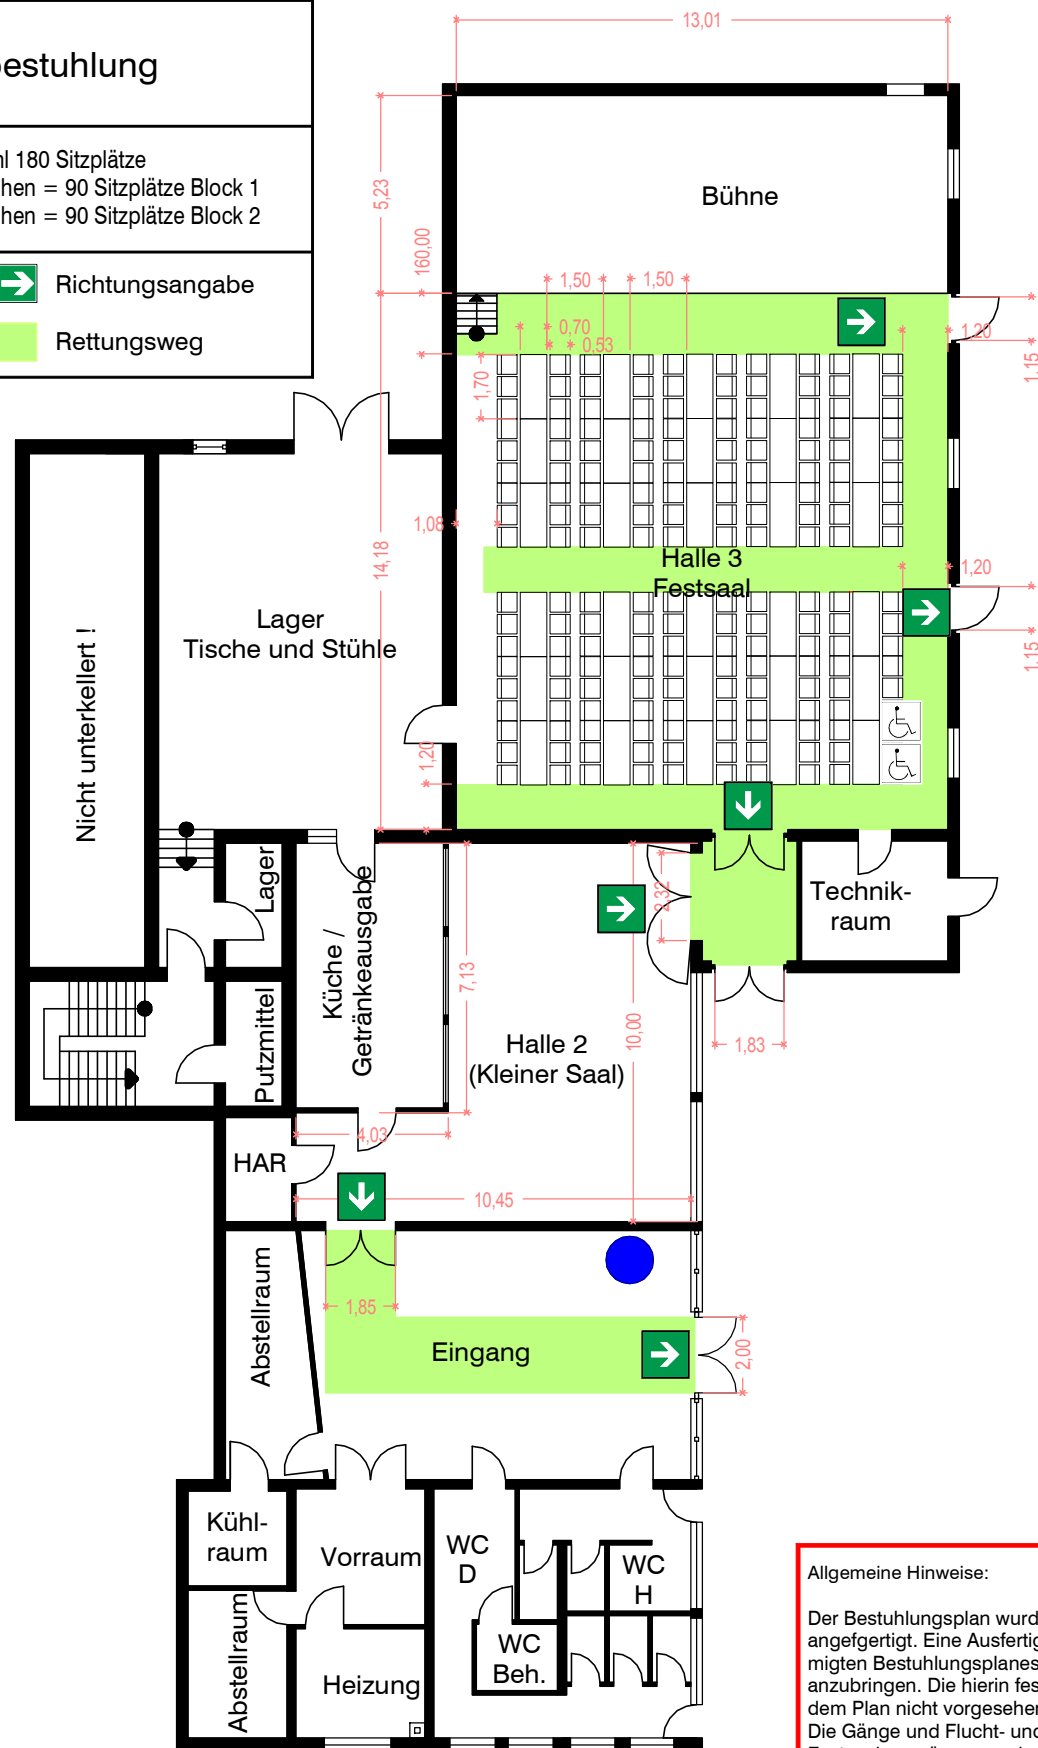 bestuhlung
hl 180 Sitzplätze
hen = 90 Sitzplätze Block 1
hen = 90 Sitzplätze Block 2
Richtungsangabe
Rettungsweg
13,01
5,23
Bühne
160,00
1,50
1,50
0,70
0,53
1,20
1,15
1,70
1,08
14,18
Halle 3
Festsaal
1,20
1,15
Lager
Tische und Stühle
Nicht unterkellert !
1,20
Lager
Küche /
Getränkeausgabe
7,13
2,32
Technik-
raum
Putzmittel
10,00
Halle 2
(Kleiner Saal)
1,83
4,03
HAR
10,45
Abstellraum
1,85
Eingang
2,00
Kühl-
raum
Vorraum
WC
D
WC
H
Abstellraum
Heizung
WC
Beh.
Allgemeine Hinweise:
Der Bestuhlungsplan wurd
angefgertigt. Eine Ausfertig
migten Bestuhlungsplanes
anzubringen. Die hierin fes
dem Plan nicht vorgesehen
Die Gänge und Flucht- und